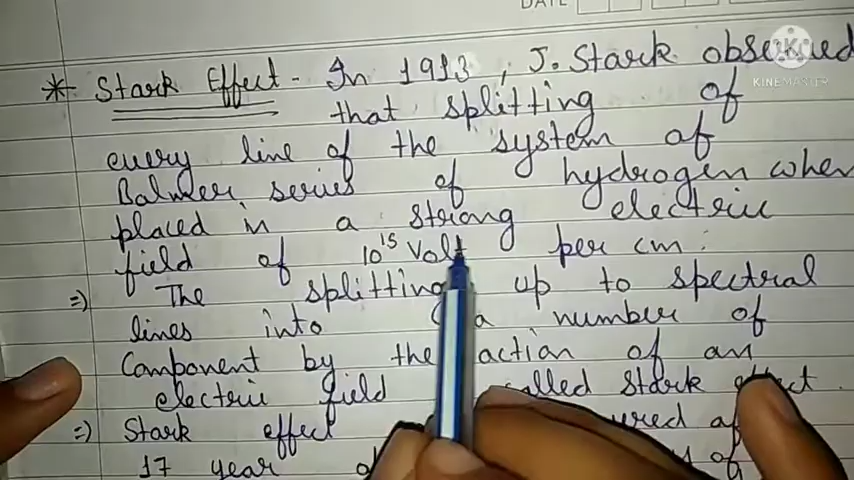 DATE
* Stark Effect - In 1913, J. Stark observed
KINEMASTER
that splitting of
every line of the system of
Balmer series of hydrogen when
placed in a strong electric
field of 10¹⁵ Volt per cm.
⇒ The splitting up to spectral
lines into a number of
Component by the action of an
electric field called Stark effect.
⇒ Stark effect
17 year of